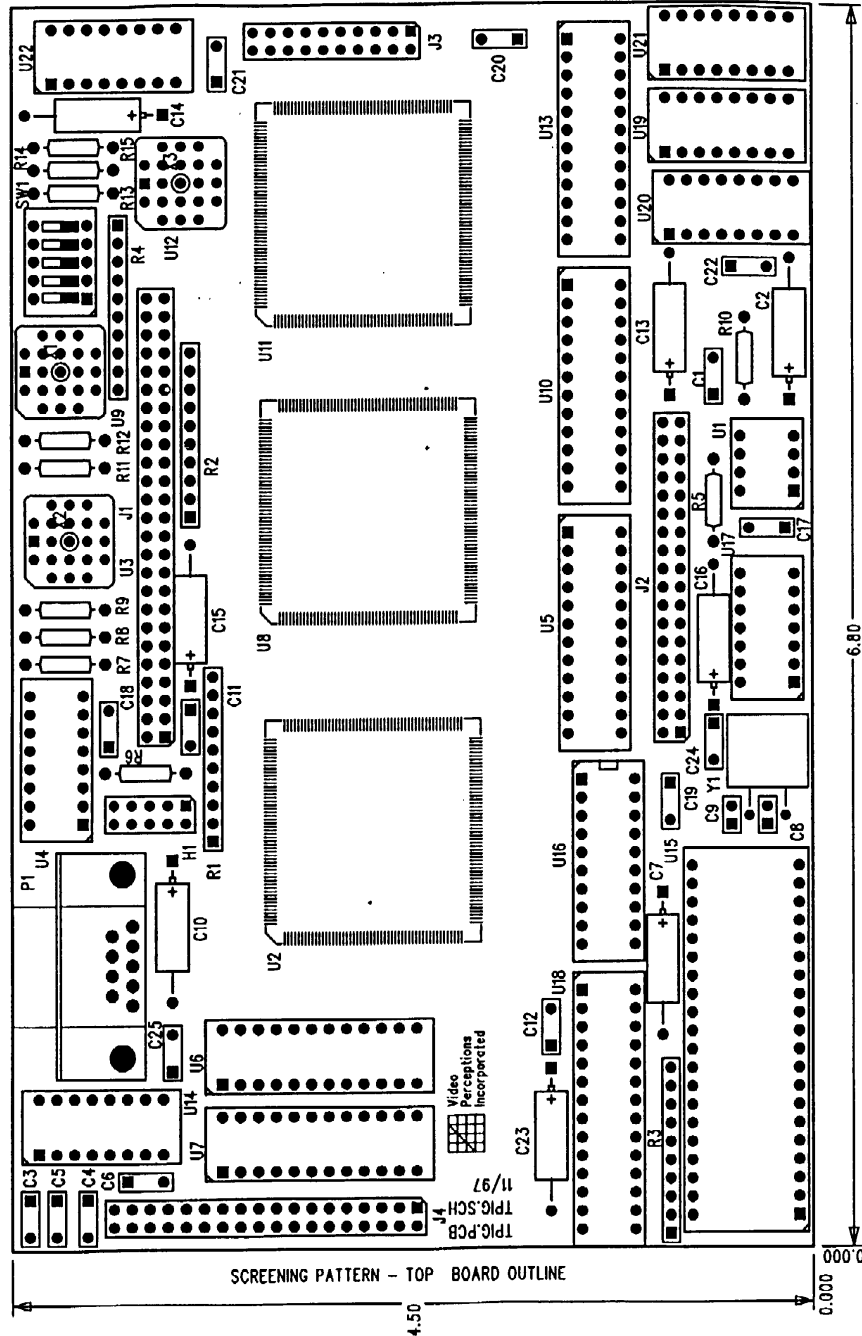 U22
C21
J3
C20
U13
U21
U19
U20
C14
R14
R15
R13
SW1
X3
U12
R4
C22
C2
C13
R10
C1
U11
U10
X1
U9
R12
R11
R2
U1
R5
C17
U17
X2
J1
U3
R9
R8
R7
C15
U8
U5
J2
C16
C18
C11
R6
C24
Y1
C19
C9
C8
U4
H1
R1
U16
U15
P1
C10
U2
C7
U18
C12
C25
U6
U14
U7
Video
Perceptions
Incorporated
C23
R3
C3
C5
C4
C6
J4
TPIG.PCB
TPIG.SCH
11/97
SCREENING PATTERN - TOP BOARD OUTLINE
4.50
6.80
0.000